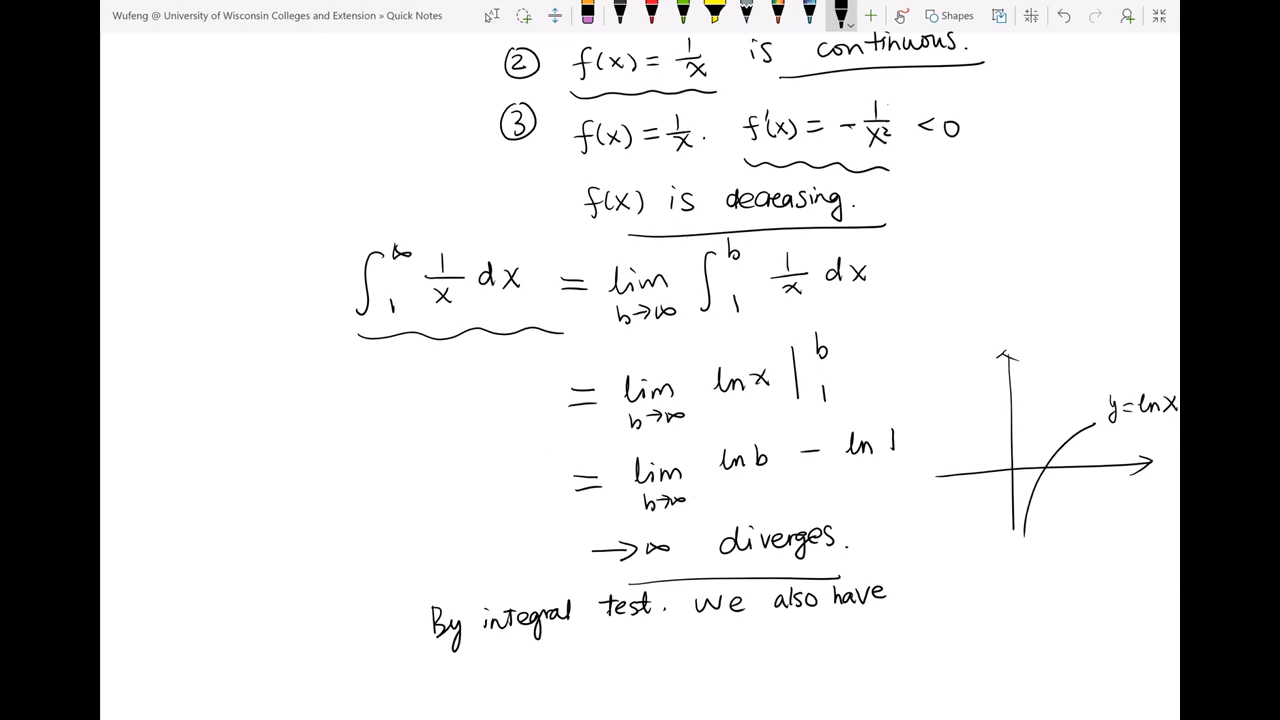 Wufeng @ University of Wisconsin Colleges and Extension » Quick Notes
Shapes
② f(x) = 1/x is continuous.
③ f(x) = 1/x. f'(x) = - 1/x² < 0
f(x) is decreasing.
∫₁^∞ 1/x dx = lim b→∞ ∫₁^b 1/x dx
= lim b→∞ ln x |₁^b
y = ln x
= lim b→∞ ln b - ln 1
→ ∞ diverges.
By integral test. We also have